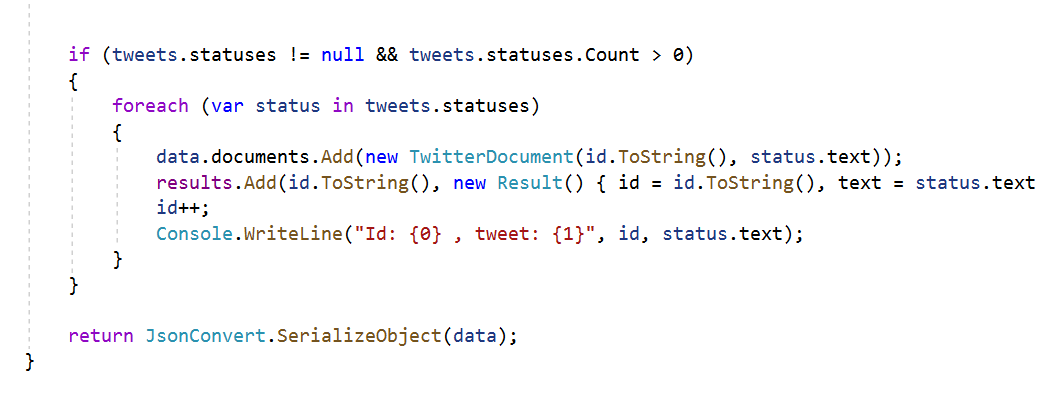 if (tweets.statuses != null && tweets.statuses.Count > 0)
{
foreach (var status in tweets.statuses)
{
data.documents.Add(new TwitterDocument(id.ToString(), status.text));
results.Add(id.ToString(), new Result() { id = id.ToString(), text = status.text
id++;
Console.WriteLine("Id: {0} , tweet: {1}", id, status.text);
}
}
return JsonConvert.SerializeObject(data);
}